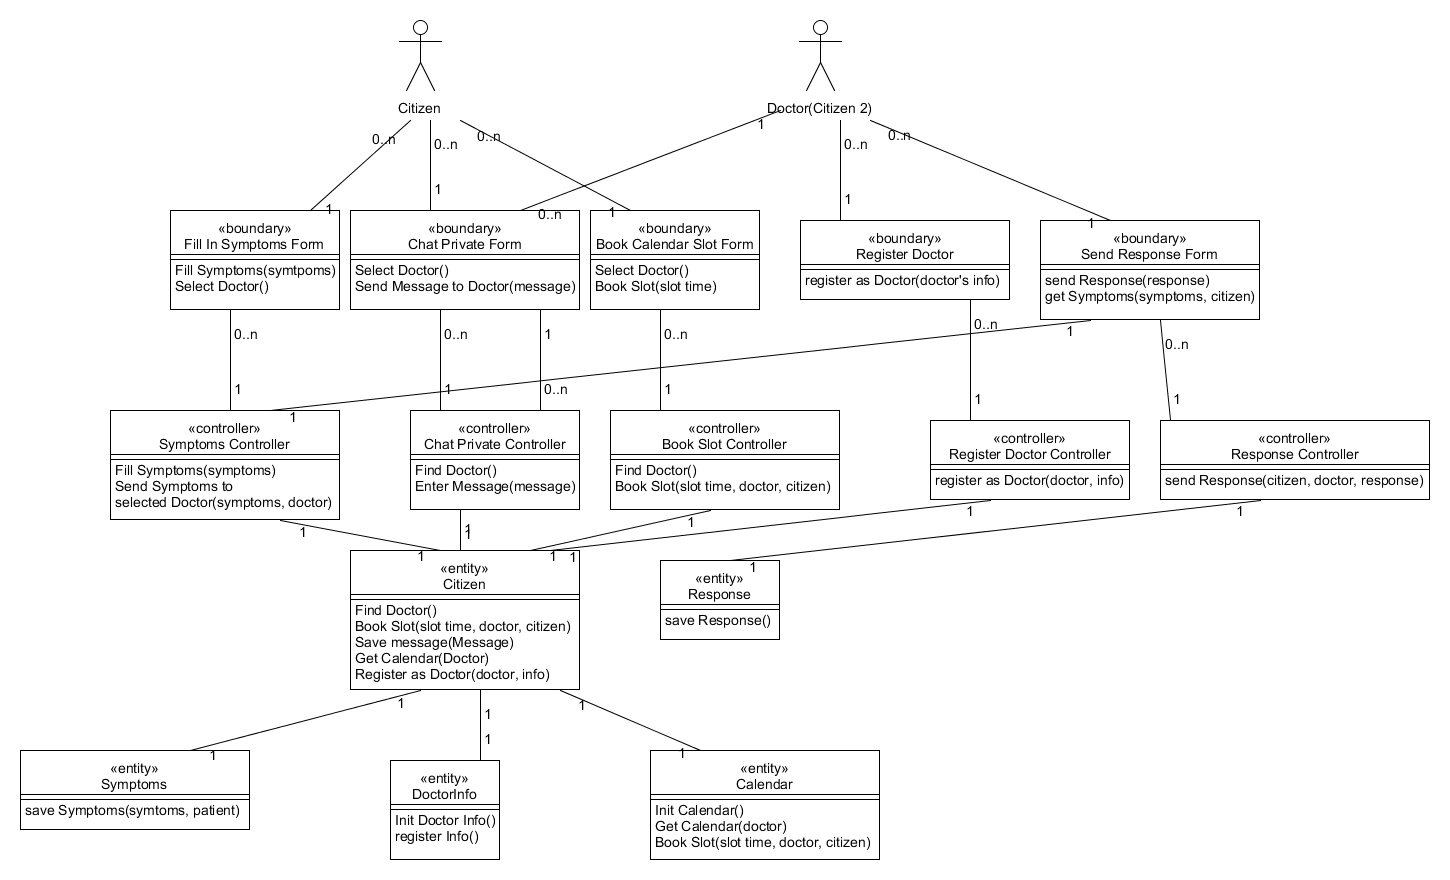 Citizen
Doctor(Citizen 2)
0..n
0..n
0..n
1
0..n
0..n
1
1
0..n
1
1
1
«boundary»
Fill In Symptoms Form
Fill Symptoms(symtpoms)
Select Doctor()
«boundary»
Chat Private Form
Select Doctor()
Send Message to Doctor(message)
«boundary»
Book Calendar Slot Form
Select Doctor()
Book Slot(slot time)
«boundary»
Register Doctor
register as Doctor(doctor's info)
«boundary»
Send Response Form
send Response(response)
get Symptoms(symptoms, citizen)
0..n
0..n
1
0..n
0..n
1
0..n
1
1
0..n
1
1
1
1
«controller»
Symptoms Controller
Fill Symptoms(symptoms)
Send Symptoms to
selected Doctor(symptoms, doctor)
«controller»
Chat Private Controller
Find Doctor()
Enter Message(message)
«controller»
Book Slot Controller
Find Doctor()
Book Slot(slot time, doctor, citizen)
«controller»
Register Doctor Controller
register as Doctor(doctor, info)
«controller»
Response Controller
send Response(citizen, doctor, response)
1
1
1
1
1
1
1
1
1
1
«entity»
Citizen
Find Doctor()
Book Slot(slot time, doctor, citizen)
Save message(Message)
Get Calendar(Doctor)
Register as Doctor(doctor, info)
«entity»
Response
save Response()
1
1
1
1
1
1
«entity»
Symptoms
save Symptoms(symtoms, patient)
«entity»
DoctorInfo
Init Doctor Info()
register Info()
«entity»
Calendar
Init Calendar()
Get Calendar(doctor)
Book Slot(slot time, doctor, citizen)